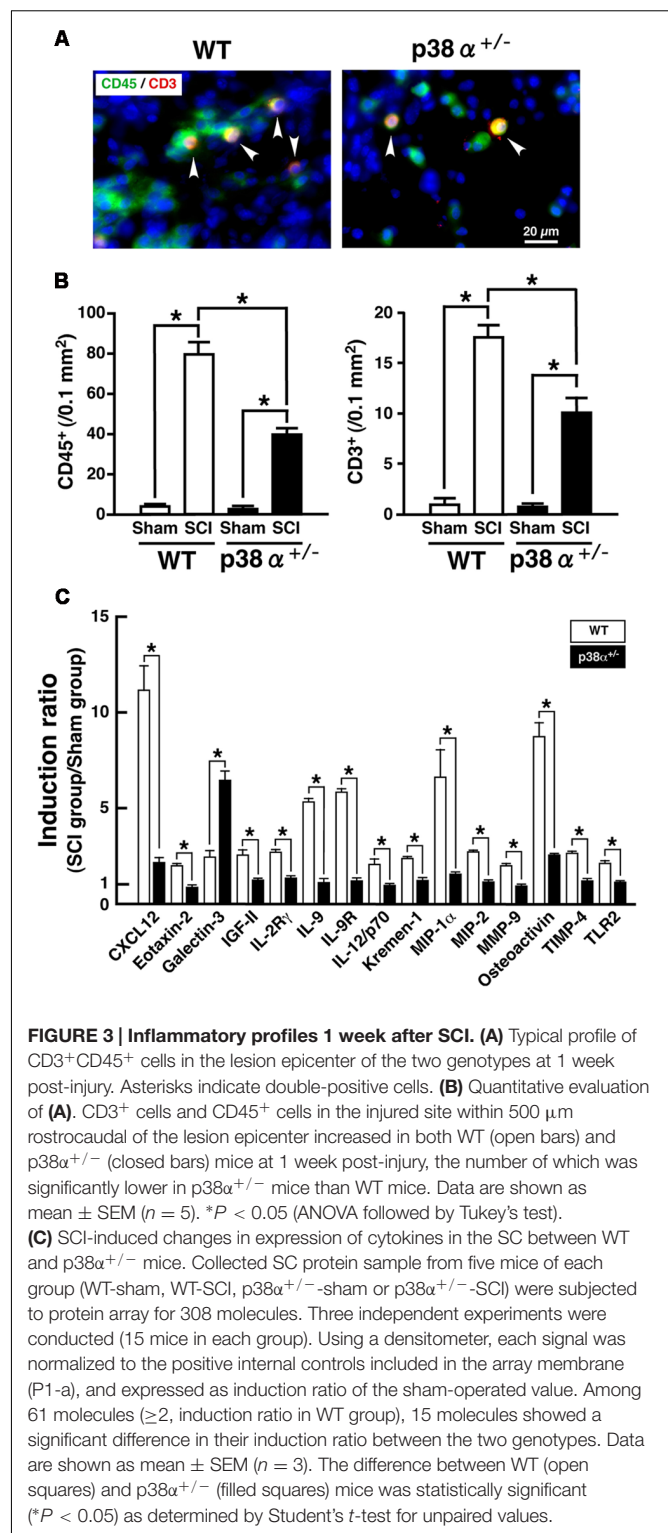 A
WT
p38 α+/-
CD45 / CD3
20 µm
B
CD45+ (/0.1 mm2)
100
80
60
40
20
0
* * *
Sham SCI Sham SCI
WT p38 α+/-
CD3+ (/0.1 mm2)
20
15
10
5
0
* * *
Sham SCI Sham SCI
WT p38 α+/-
C
Induction ratio
(SCI group/Sham group)
15
10
5
1
0
WT
p38α+/-
* * * * * * * * * * * * * * *
CXCL12
Eotaxin-2
Galectin-3
IGF-II
IL-2Rγ
IL-9
IL-9R
IL-12/p70
Kremen-1
MIP-1α
MIP-2
MMP-9
Osteoactivin
TIMP-4
TLR2
FIGURE 3 | Inflammatory profiles 1 week after SCI. (A) Typical profile of
CD3+CD45+ cells in the lesion epicenter of the two genotypes at 1 week
post-injury. Asterisks indicate double-positive cells. (B) Quantitative evaluation
of (A). CD3+ cells and CD45+ cells in the injured site within 500 µm
rostrocaudal of the lesion epicenter increased in both WT (open bars) and
p38α+/− (closed bars) mice at 1 week post-injury, the number of which was
significantly lower in p38α+/− mice than WT mice. Data are shown as
mean ± SEM (n = 5). *P < 0.05 (ANOVA followed by Tukey's test).
(C) SCI-induced changes in expression of cytokines in the SC between WT
and p38α+/− mice. Collected SC protein sample from five mice of each
group (WT-sham, WT-SCI, p38α+/−-sham or p38α+/−-SCI) were subjected
to protein array for 308 molecules. Three independent experiments were
conducted (15 mice in each group). Using a densitometer, each signal was
normalized to the positive internal controls included in the array membrane
(P1-a), and expressed as induction ratio of the sham-operated value. Among
61 molecules (≥2, induction ratio in WT group), 15 molecules showed a
significant difference in their induction ratio between the two genotypes. Data
are shown as mean ± SEM (n = 3). The difference between WT (open
squares) and p38α+/− (filled squares) mice was statistically significant
(*P < 0.05) as determined by Student's t-test for unpaired values.